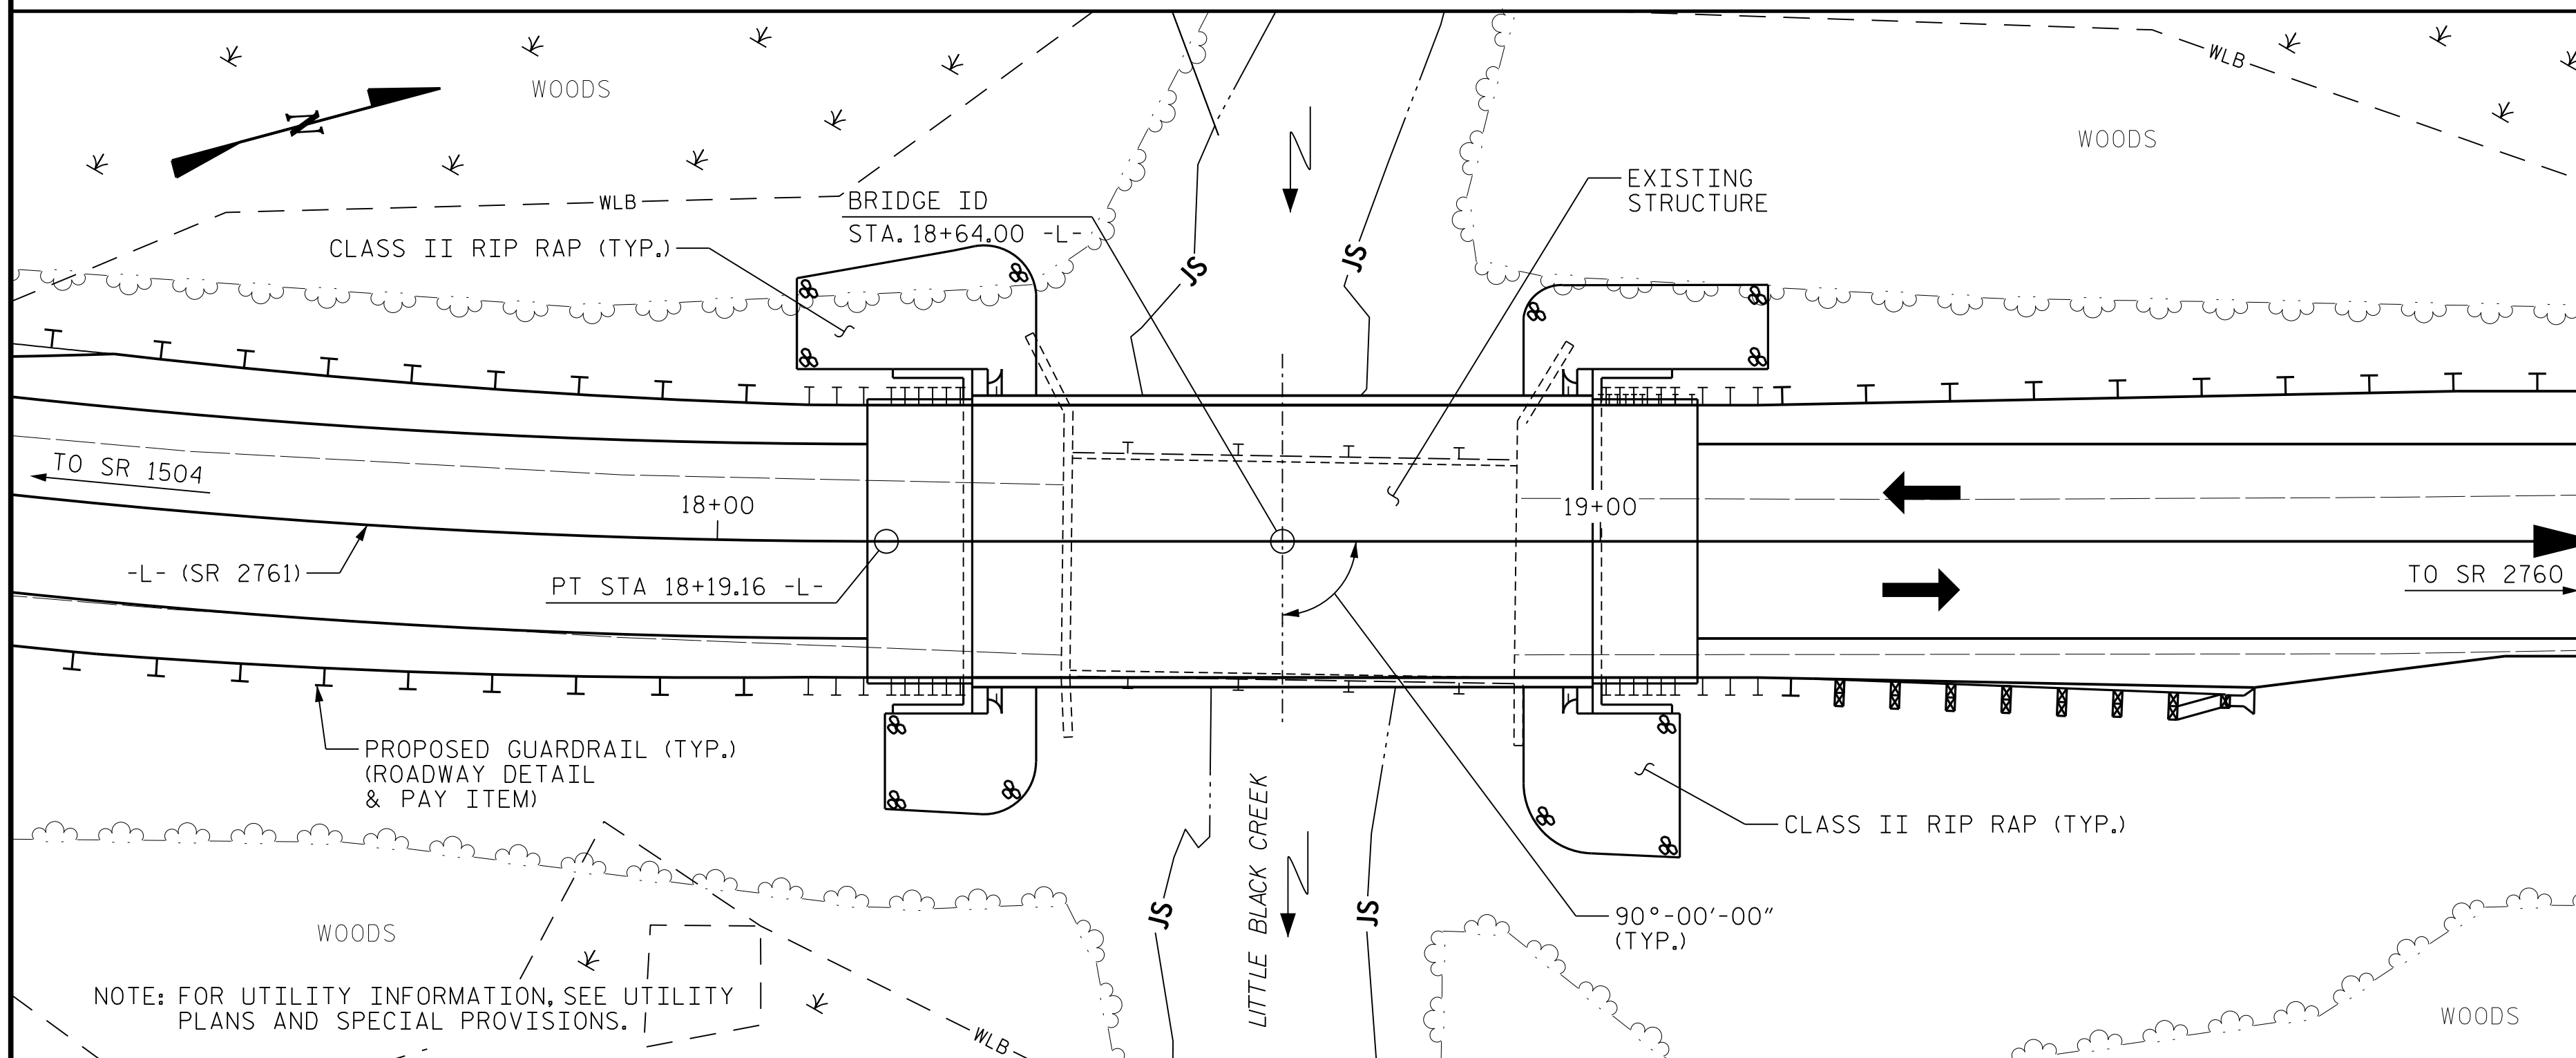 WOODS
N
WLB
WOODS
WLB
BRIDGE ID
STA. 18+64.00 -L-
EXISTING
STRUCTURE
CLASS II RIP RAP (TYP.)
JS
JS
TO SR 1504
18+00
19+00
-L- (SR 2761)
PT STA 18+19.16 -L-
TO SR 2760
PROPOSED GUARDRAIL (TYP.)
(ROADWAY DETAIL
& PAY ITEM)
CLASS II RIP RAP (TYP.)
LITTLE BLACK CREEK
JS
JS
90°-00'-00"
(TYP.)
WOODS
NOTE: FOR UTILITY INFORMATION, SEE UTILITY
PLANS AND SPECIAL PROVISIONS.
WLB
WOODS